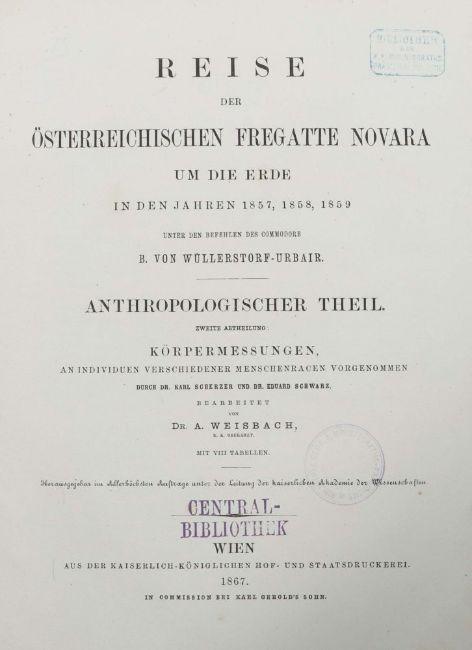 BIBLIOTHEK
REISE
DER
ÖSTERREICHISCHEN FREGATTE NOVARA
UM DIE ERDE
IN DEN JAHREN 1857, 1858, 1859
UNTER DEN BEFEHLEN DES COMMODORE
B. VON WÜLLERSTORF-URBAIR.
ANTHROPOLOGISCHER THEIL.
ZWEITE ABTHEILUNG:
KÖRPERMESSUNGEN,
AN INDIVIDUEN VERSCHIEDENER MENSCHENRACEN VORGENOMMEN
DURCH DR. KARL SCHERZER UND DR. EDUARD SCHWARZ,
BEARBEITET
VON
DR. A. WEISBACH,
K. K. OBERARZT.
MIT VIII TABELLEN.
Herausgegeben im Allerhöchsten Auftrage unter der Leitung der kaiserlichen Akademie der Wissenschaften.
CENTRAL-
BIBLIOTHEK
WIEN
AUS DER KAISERLICH-KÖNIGLICHEN HOF- UND STAATSDRUCKEREI.
1867.
IN COMMISSION BEI KARL GEROLD'S SOHN.